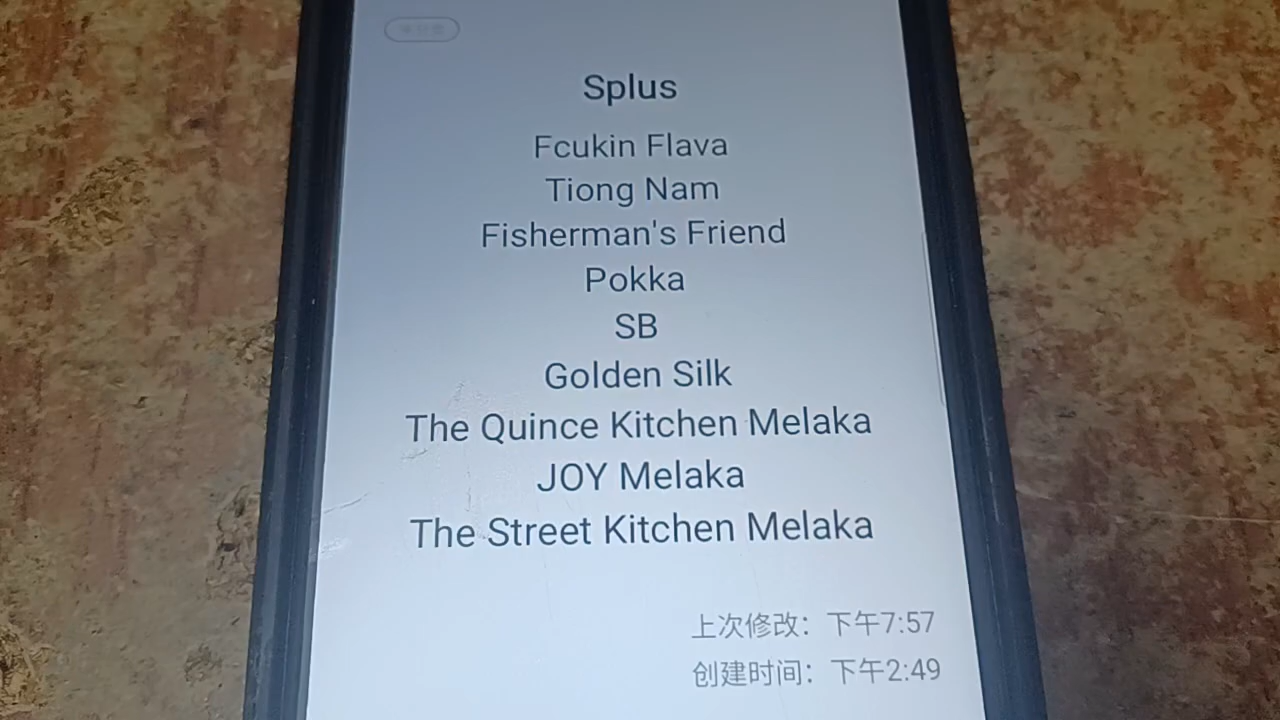 Splus
Fcukin Flava
Tiong Nam
Fisherman's Friend
Pokka
SB
Golden Silk
The Quince Kitchen Melaka
JOY Melaka
The Street Kitchen Melaka
上次修改：下午7:57
创建时间：下午2:49